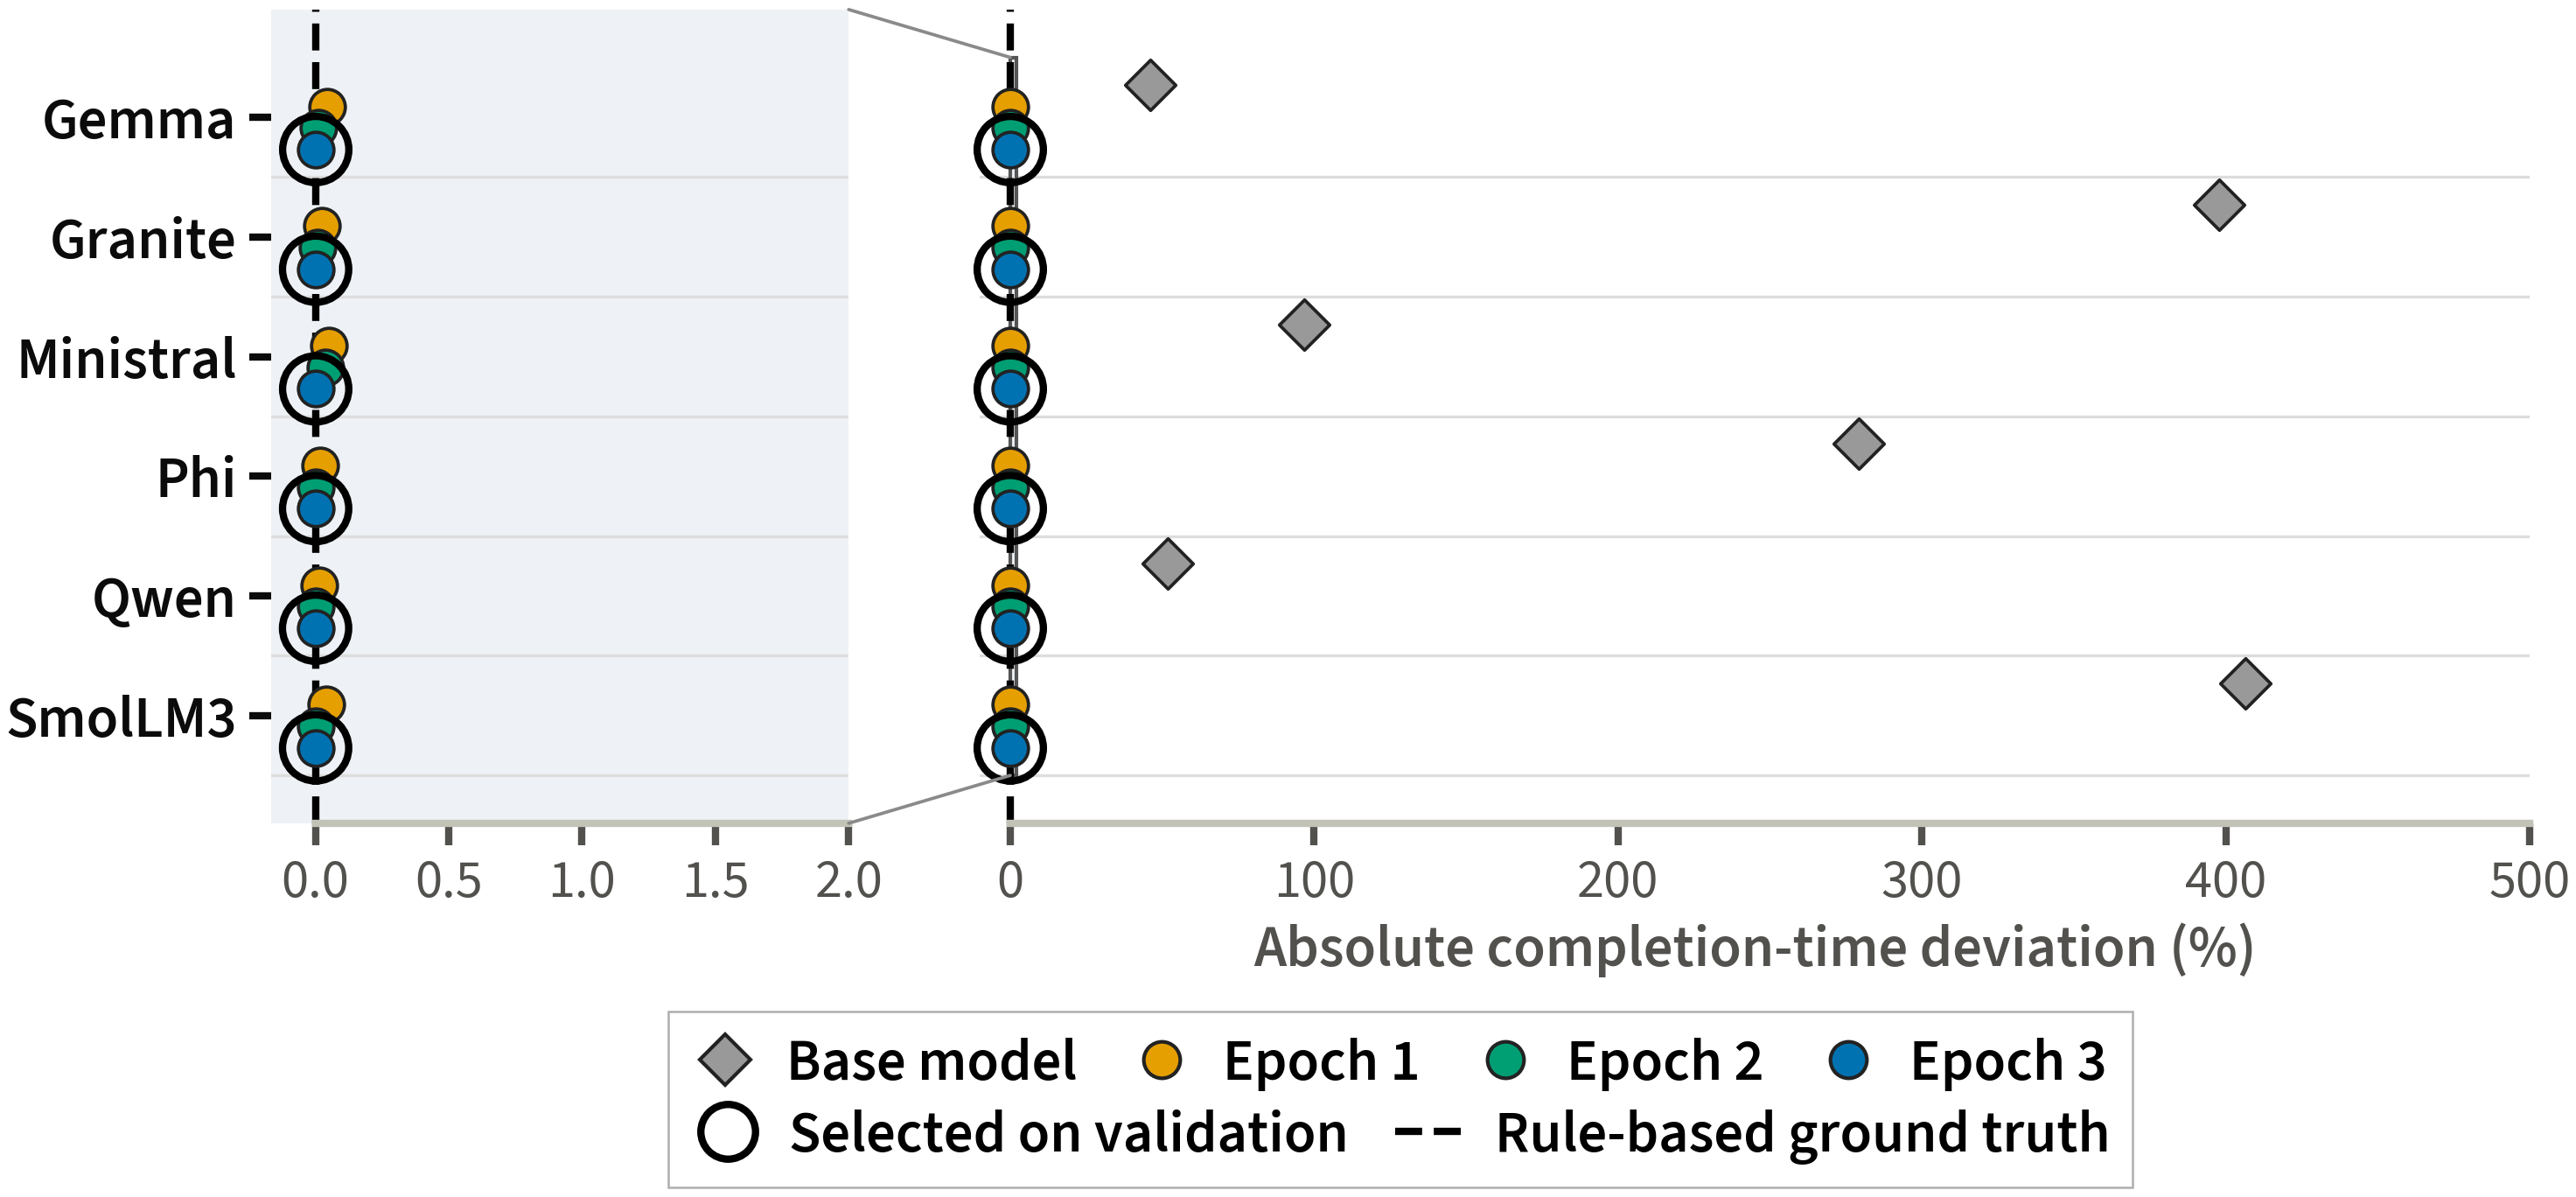 Gemma
Granite
Ministral
Phi
Qwen
SmolLM3
0.0 0.5 1.0 1.5 2.0 0 100 200 300 400 500
Absolute completion-time deviation (%)
Base model Epoch 1 Epoch 2 Epoch 3
Selected on validation Rule-based ground truth